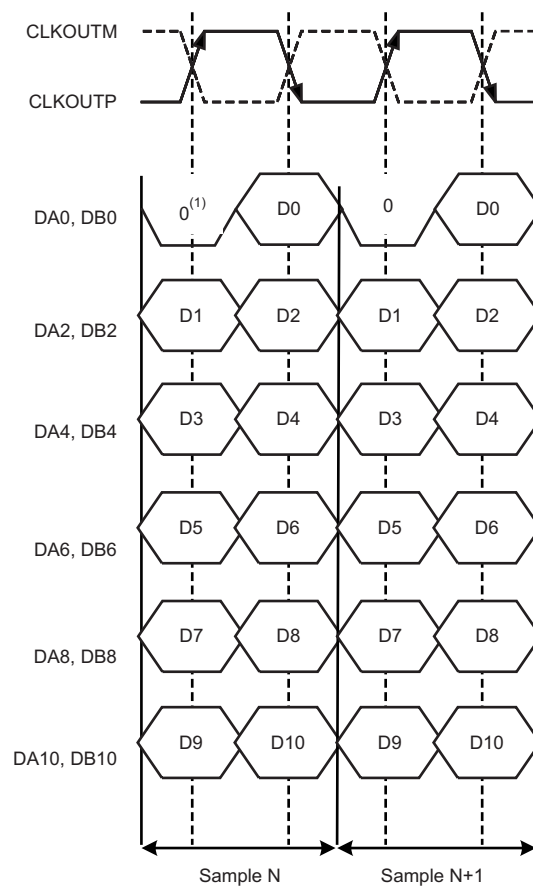 CLKOUTM
CLKOUTP
DA0, DB0 0(1) D0 0 D0
DA2, DB2 D1 D2 D1 D2
DA4, DB4 D3 D4 D3 D4
DA6, DB6 D5 D6 D5 D6
DA8, DB8 D7 D8 D7 D8
DA10, DB10 D9 D10 D9 D10
Sample N Sample N+1